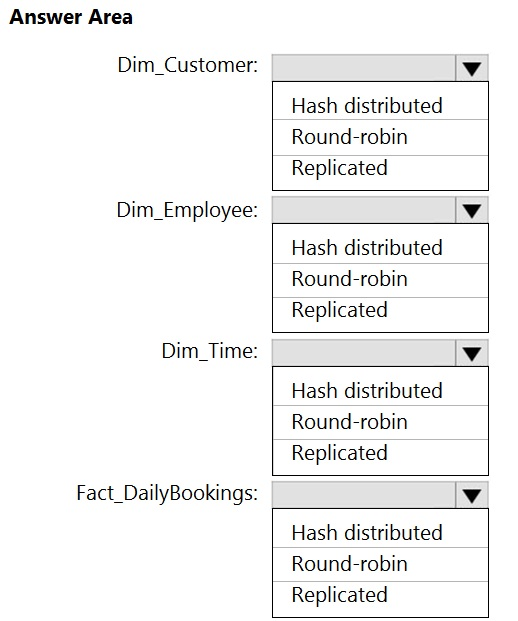 Answer Area
Dim_Customer:
Hash distributed
Round-robin
Replicated
Dim_Employee:
Hash distributed
Round-robin
Replicated
Dim_Time:
Hash distributed
Round-robin
Replicated
Fact_DailyBookings:
Hash distributed
Round-robin
Replicated